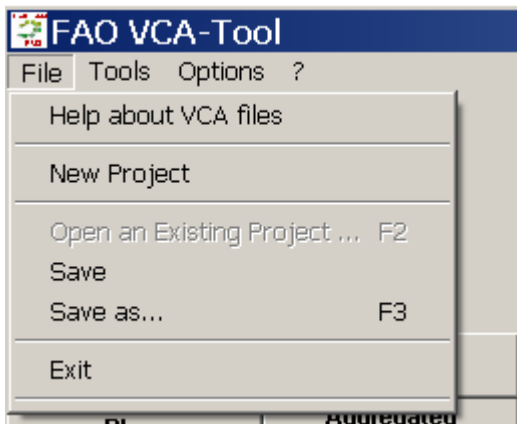 FAO VCA-Tool
File Tools Options ?
Help about VCA files
New Project
Open an Existing Project ... F2
Save
Save as... F3
Exit
Aggregated